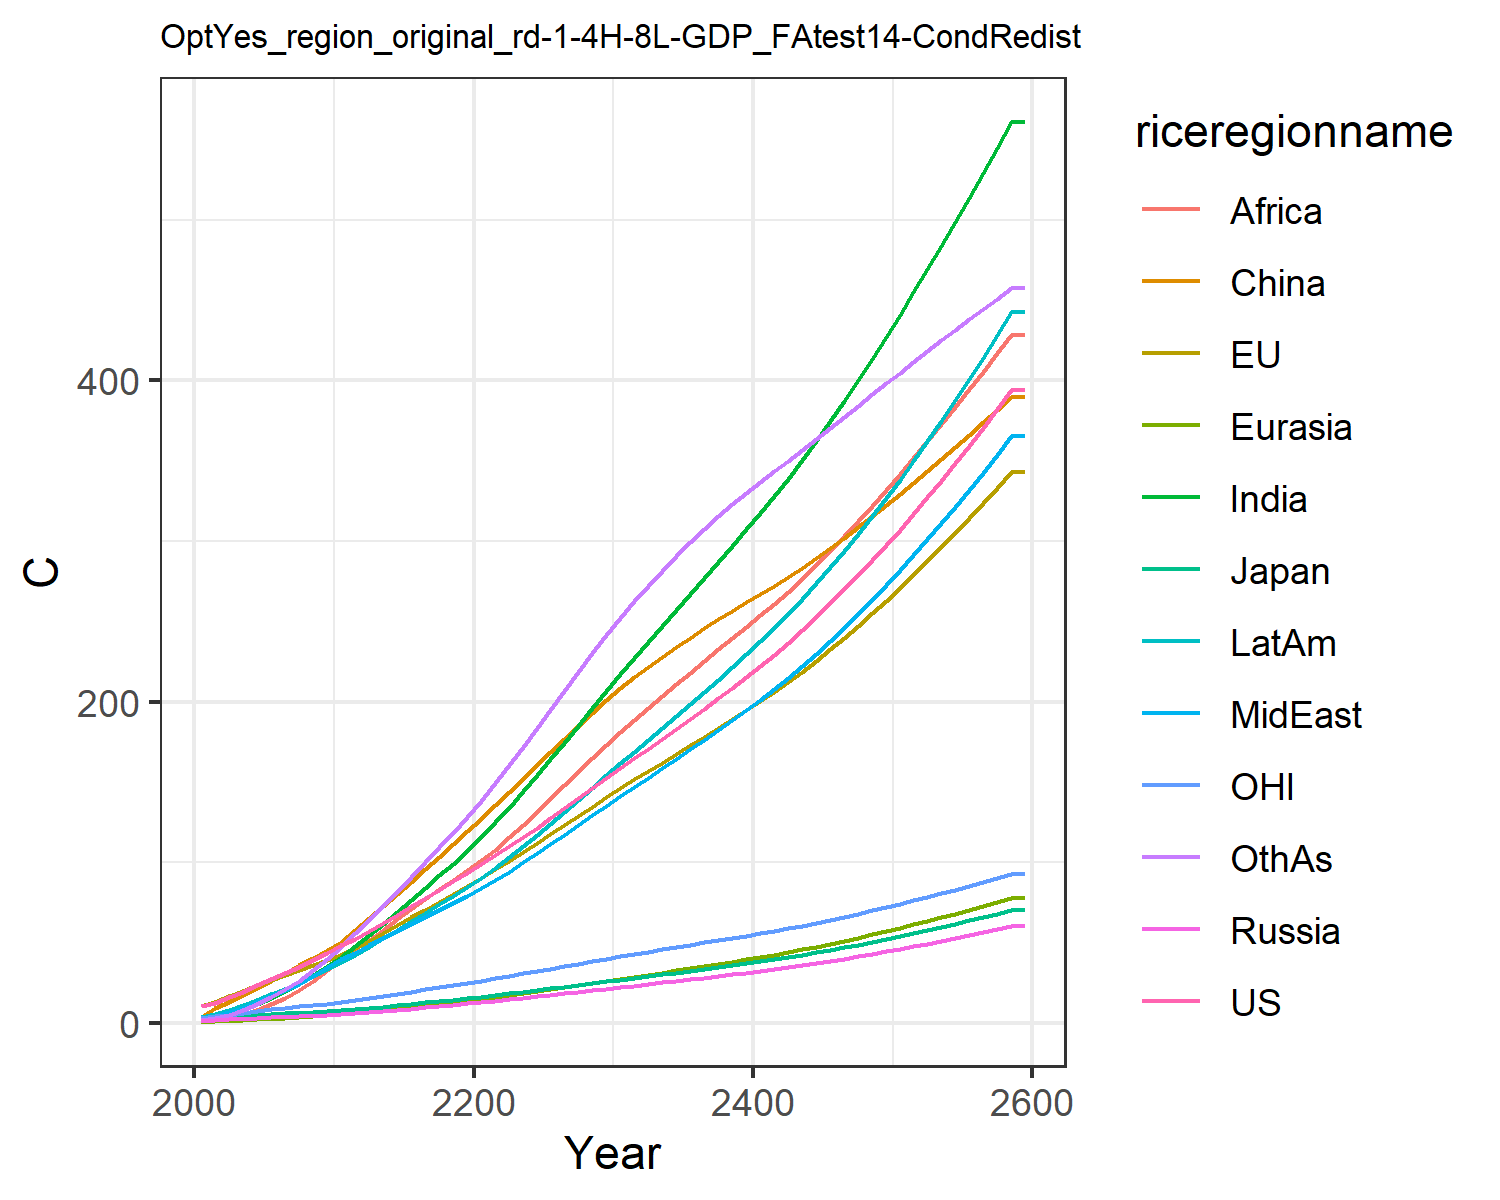 OptYes_region_original_rd-1-4H-8L-GDP_FAtest14-CondRedist
C
400
200
0
2000
2200
2400
2600
Year
riceregionname
Africa
China
EU
Eurasia
India
Japan
LatAm
MidEast
OHI
OthAs
Russia
US